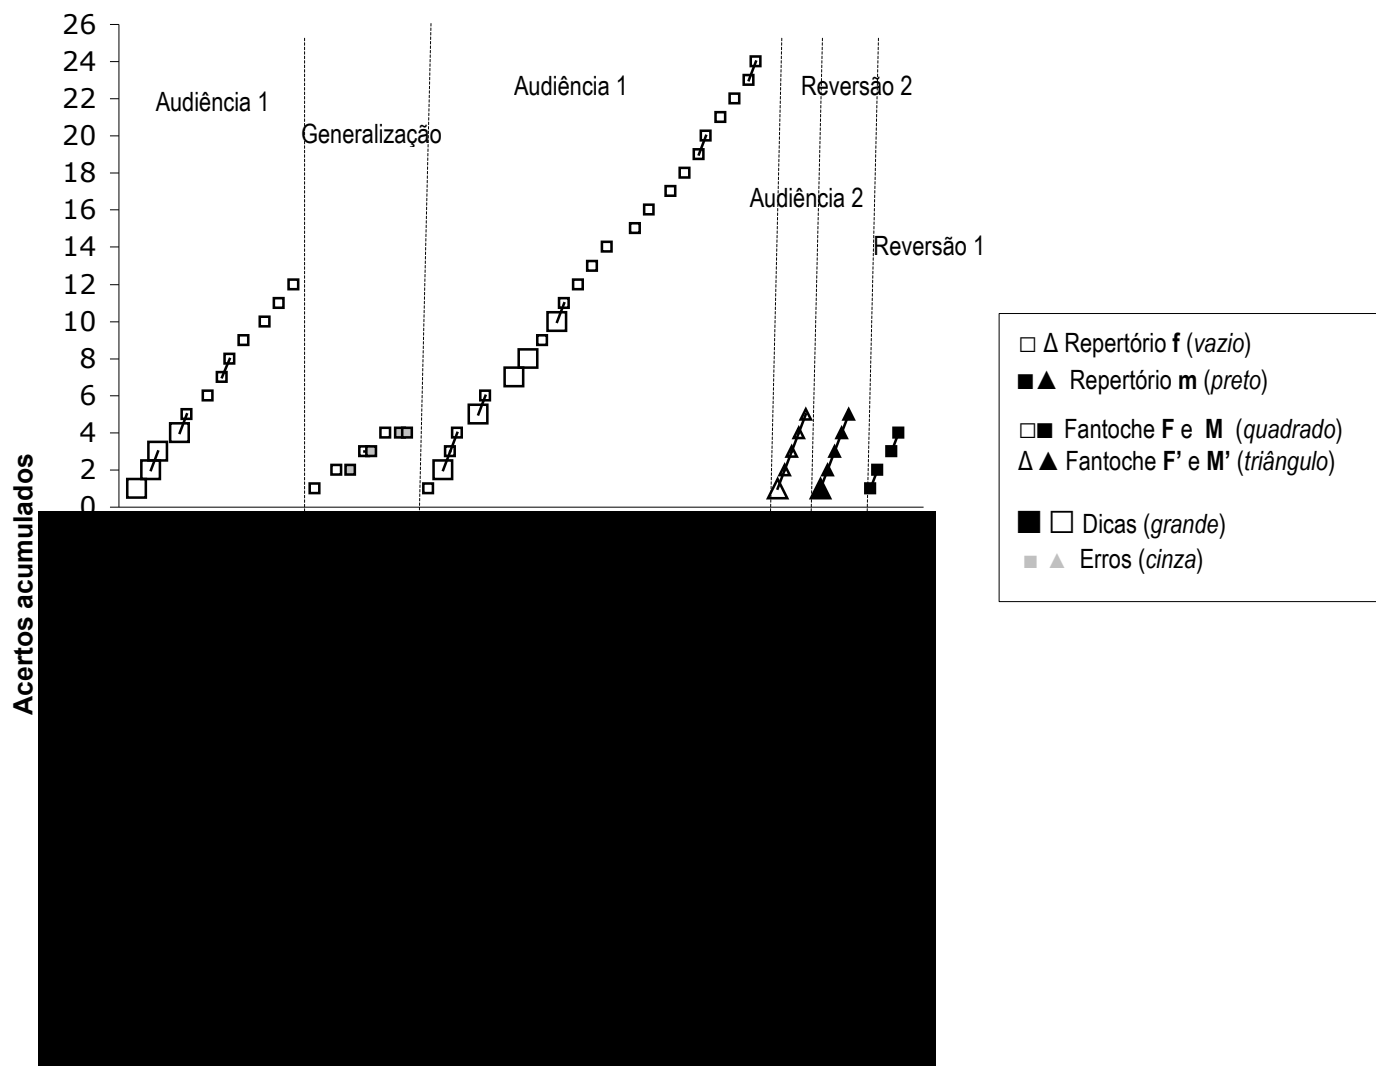 26
24
22
20
18
16
14
12
10
8
6
4
2
0
Acertos acumulados
Audiência 1
Generalização
Audiência 1
Audiência 2
Reversão 2
Reversão 1
□ Δ Repertório f (vazio)
■▲ Repertório m (preto)
□■ Fantoche F e M (quadrado)
Δ ▲ Fantoche F’ e M’ (triângulo)
■ □ Dicas (grande)
■ ▲ Erros (cinza)